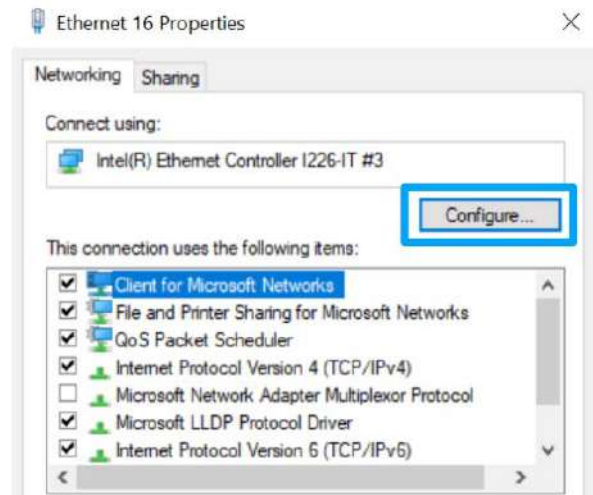 Ethernet 16 Properties
Networking Sharing
Connect using:
Intel(R) Ethernet Controller I226-IT #3
Configure...
This connection uses the following items:
Client for Microsoft Networks
File and Printer Sharing for Microsoft Networks
QoS Packet Scheduler
Internet Protocol Version 4 (TCP/IPv4)
Microsoft Network Adapter Multiplexor Protocol
Microsoft LLDP Protocol Driver
Internet Protocol Version 6 (TCP/IPv6)